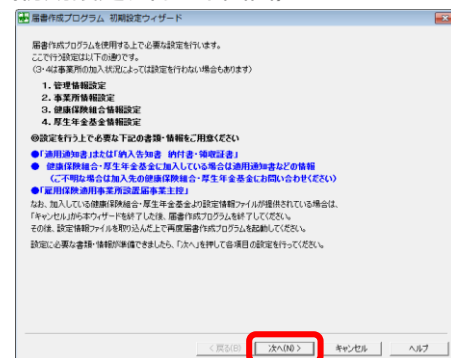 届書作成プログラム 初期設定ウィザード
届書作成プログラムを使用する上で必要な設定を行います。
ここで行う設定は以下の通りです。
(3・4は事業所の加入状況によっては設定を行わない場合もあります)
1. 管理情報設定
2. 事業所情報設定
3. 健康保険組合情報設定
4. 厚生年金基金情報設定
◎設定を行う上で必要な下記の書類・情報をご用意ください
●「適用通知書」または「納入告知書 納付書・領収証書」
● 健康保険組合・厚生年金基金に加入している場合は適用通知書などの情報
(ご不明な場合は加入先の健康保険組合・厚生年金基金にお問い合わせください)
●「雇用保険適用事業所設置届事業主控」
なお、加入している健康保険組合・厚生年金基金より設定情報ファイルが提供されている場合は、
「キャンセル」から本ウィザードを終了した後、届書作成プログラムを終了してください。
その後、設定情報ファイルを取り込んだ上で再度届書作成プログラムを起動してください。
設定に必要な書類・情報が準備できましたら、「次へ」を押して各項目の設定を行ってください。
< 戻る(B) 次へ(N) > キャンセル ヘルプ